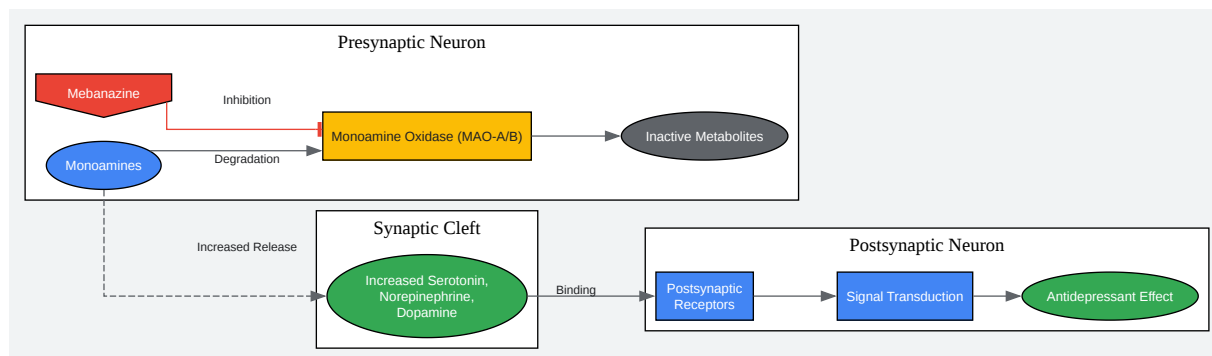 Presynaptic Neuron
Mebanazine
Inhibition
Monoamine Oxidase (MAO-A/B)
Inactive Metabolites
Monoamines
Degradation
Increased Release
Synaptic Cleft
Increased Serotonin,
Norepinephrine,
Dopamine
Binding
Postsynaptic Neuron
Postsynaptic
Receptors
Signal Transduction
Antidepressant Effect